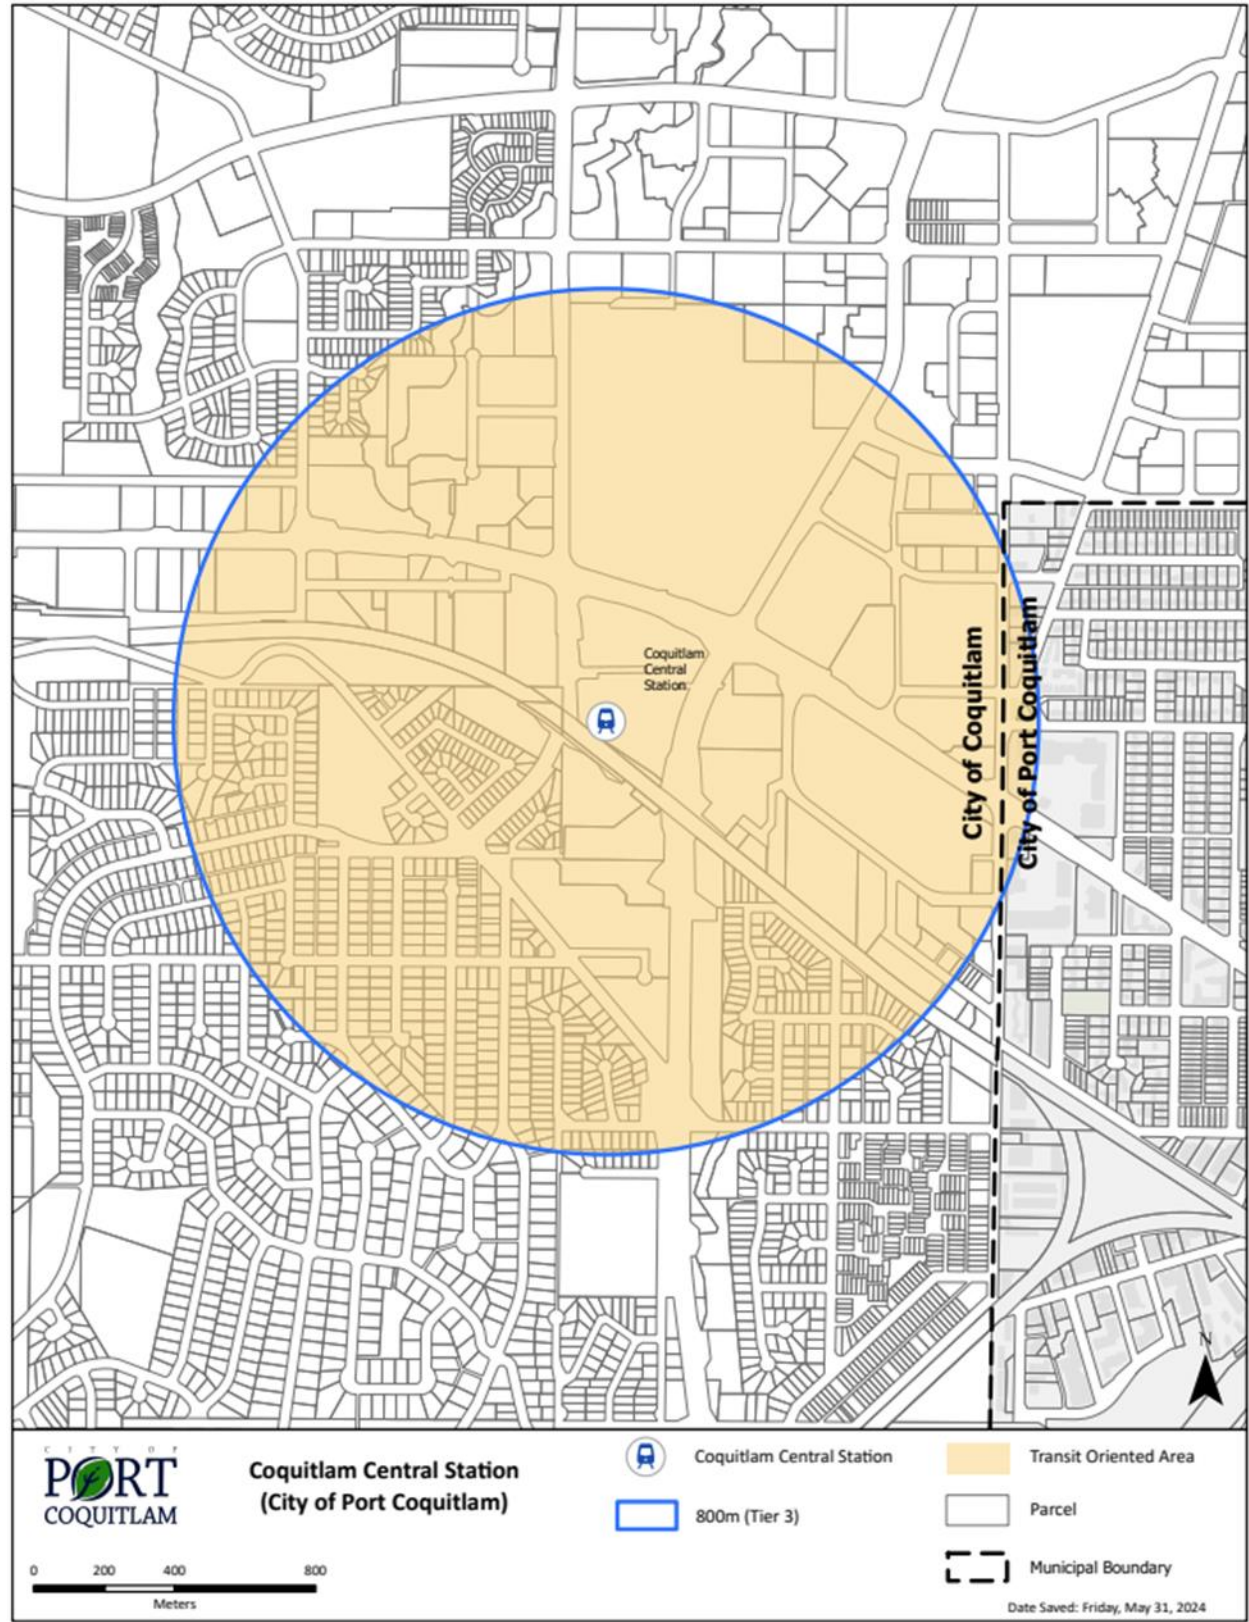 Coquitlam
Central
Station
City of Coquitlam
City of Port Coquitlam
N
CITY OF
PORT
COQUITLAM
Coquitlam Central Station
(City of Port Coquitlam)
0 200 400 800
Meters
Coquitlam Central Station
800m (Tier 3)
Transit Oriented Area
Parcel
Municipal Boundary
Date Saved: Friday, May 31, 2024